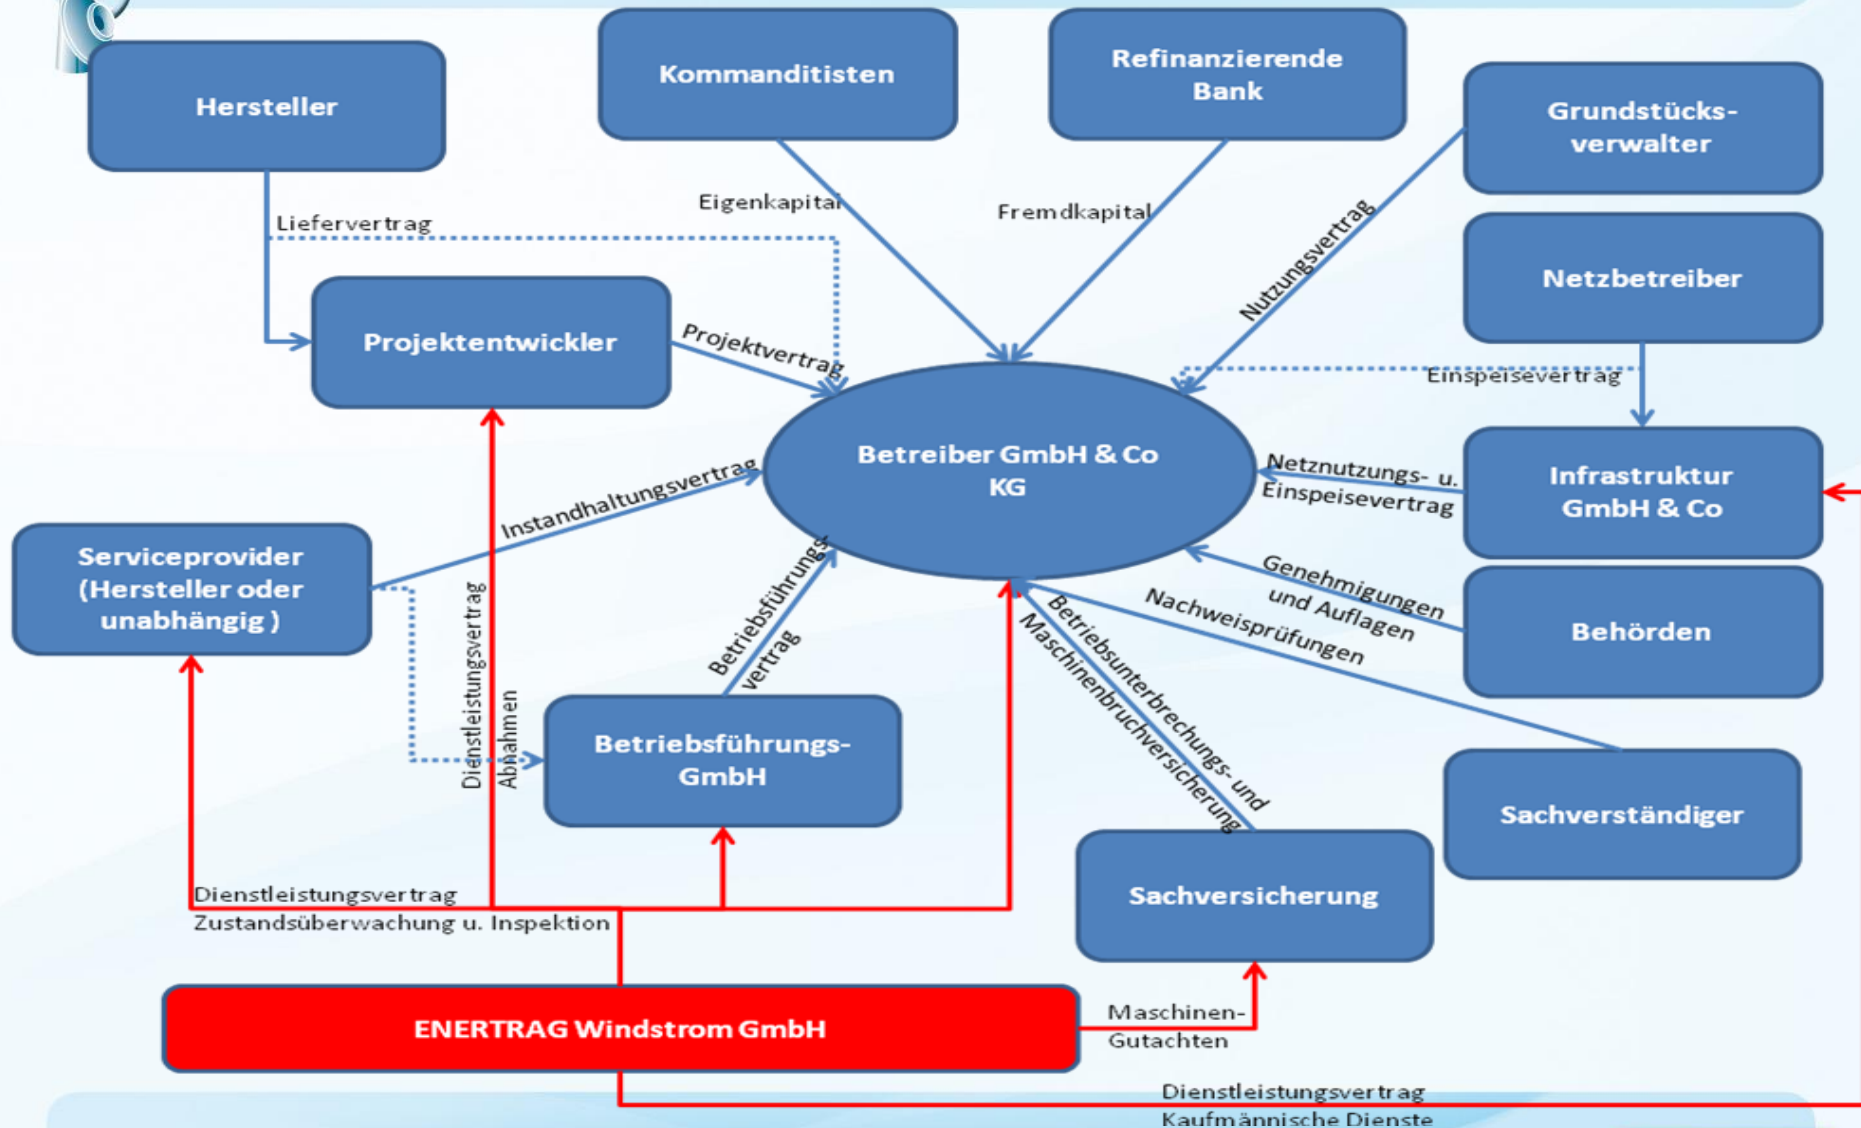 Hersteller
Kommanditisten
Refinanzierende
Bank
Grundstücks-
verwalter
Liefervertrag
Eigenkapital
Fremdkapital
Nutzungsvertrag
Netzbetreiber
Projektentwickler
Projektvertrag
Einspeisevertrag
Betreiber GmbH & Co
KG
Netznutzungs- u.
Einspeisevertrag
Infrastruktur
GmbH & Co
Instandhaltungsvertrag
Serviceprovider
(Hersteller oder
unabhängig )
Dienstleistungsvertrag
Abnahmen
Betriebsführungs-
vertrag
Betriebsführungs-
GmbH
Genehmigungen
und Auflagen
Behörden
Nachweisprüfungen
Betriebsunterbrechungs- und
Maschinenbruchversicherung
Sachverständiger
Sachversicherung
Dienstleistungsvertrag
Zustandsüberwachung u. Inspektion
ENERTRAG Windstrom GmbH
Maschinen-
Gutachten
Dienstleistungsvertrag
Kaufmännische Dienste